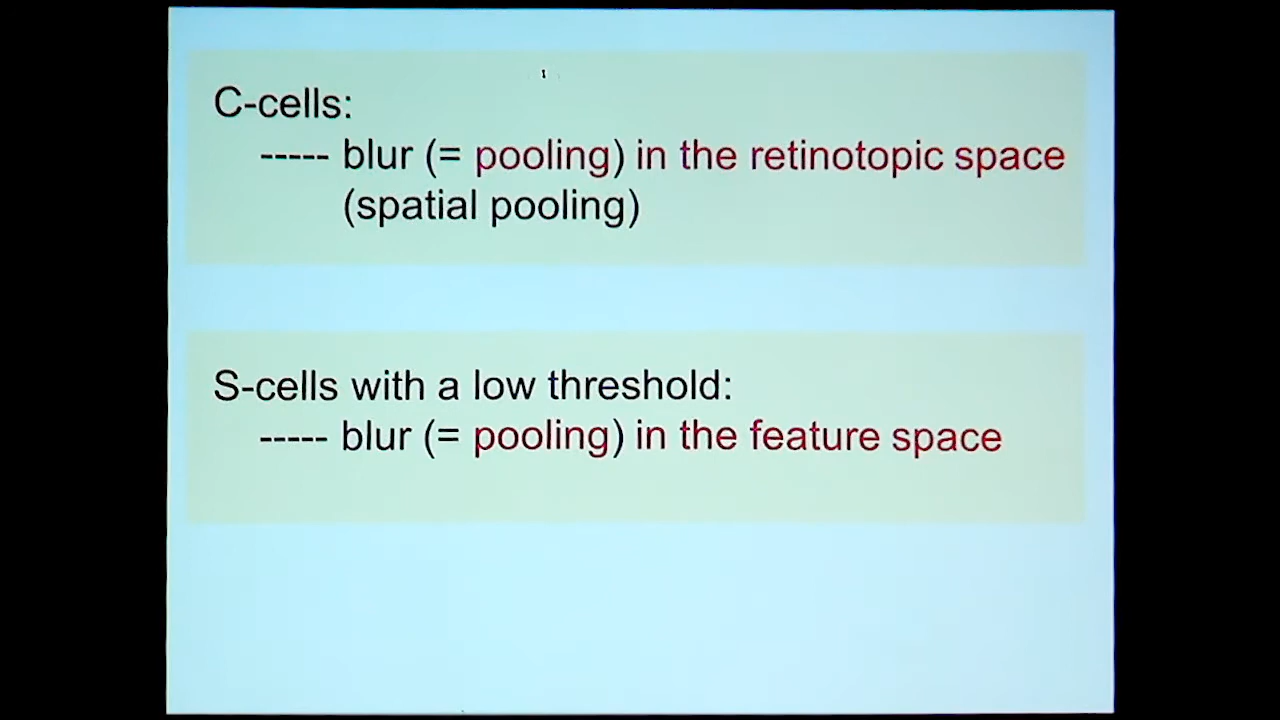 C-cells:
----- blur (= pooling) in the retinotopic space
(spatial pooling)
S-cells with a low threshold:
----- blur (= pooling) in the feature space